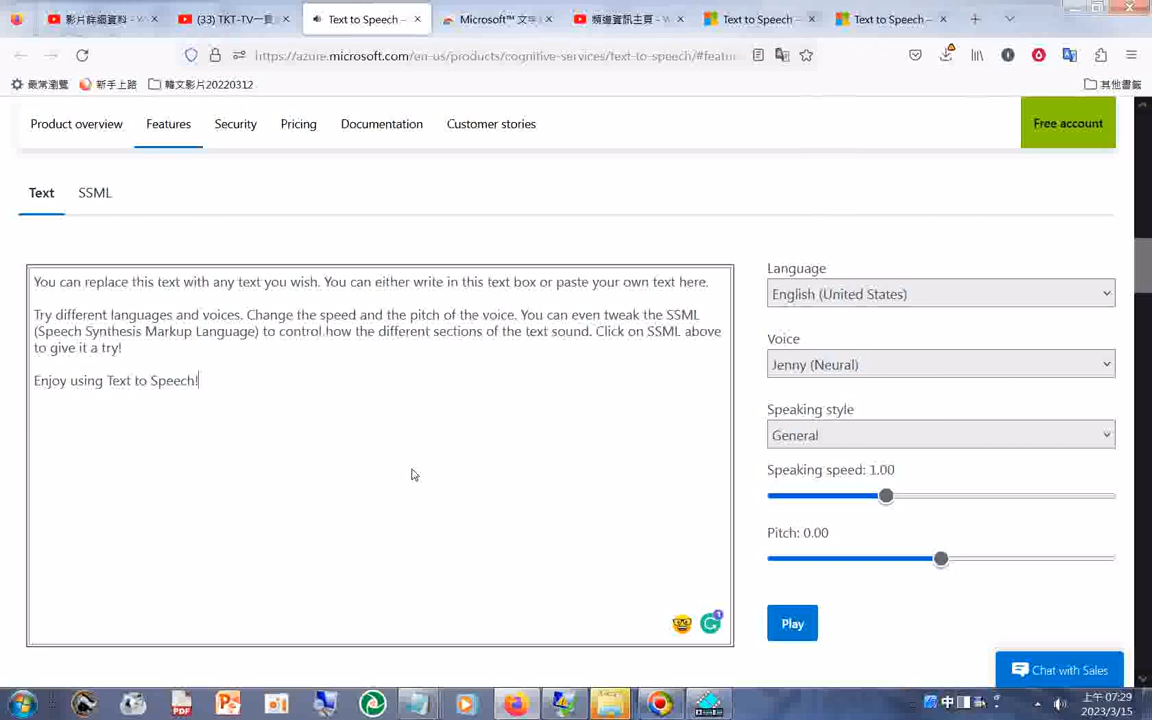 影片詳細資料 - W
(33) TKT-TV一頁
Text to Speech –
Microsoft™ 文字
頻道資訊主頁 - W
Text to Speech –
Text to Speech –
https://azure.microsoft.com/en-us/products/cognitive-services/text-to-speech/#featu
最常瀏覽
新手上路
韓文影片20220312
其他書籤
Product overview
Features
Security
Pricing
Documentation
Customer stories
Free account
Text
SSML
You can replace this text with any text you wish. You can either write in this text box or paste your own text here.
Try different languages and voices. Change the speed and the pitch of the voice. You can even tweak the SSML
(Speech Synthesis Markup Language) to control how the different sections of the text sound. Click on SSML above
to give it a try!
Enjoy using Text to Speech!
Language
English (United States)
Voice
Jenny (Neural)
Speaking style
General
Speaking speed: 1.00
Pitch: 0.00
Play
Chat with Sales
中
上午 07:29
2023/3/15